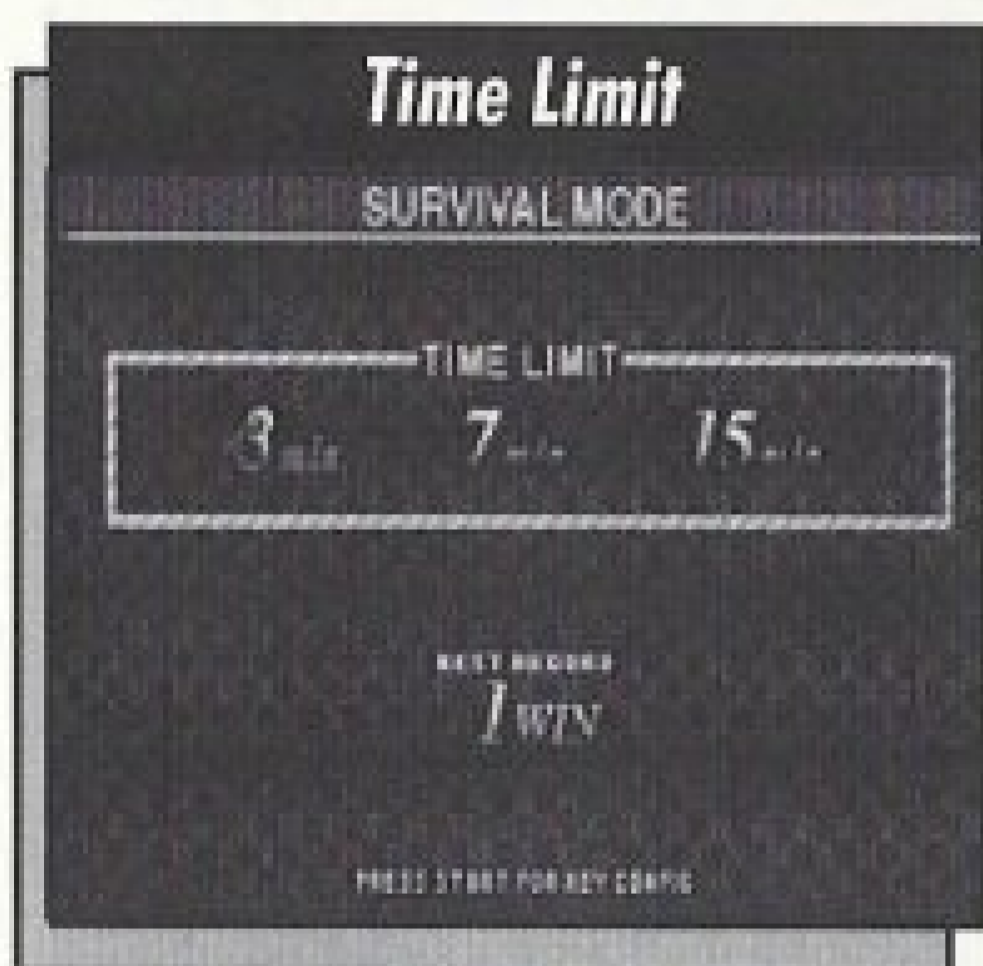 Time Limit
SURVIVAL MODE
TIME LIMIT
3 min 7 min 15 min
BEST RECORD
1 WIN
PRESS START FOR KEY CONFIG